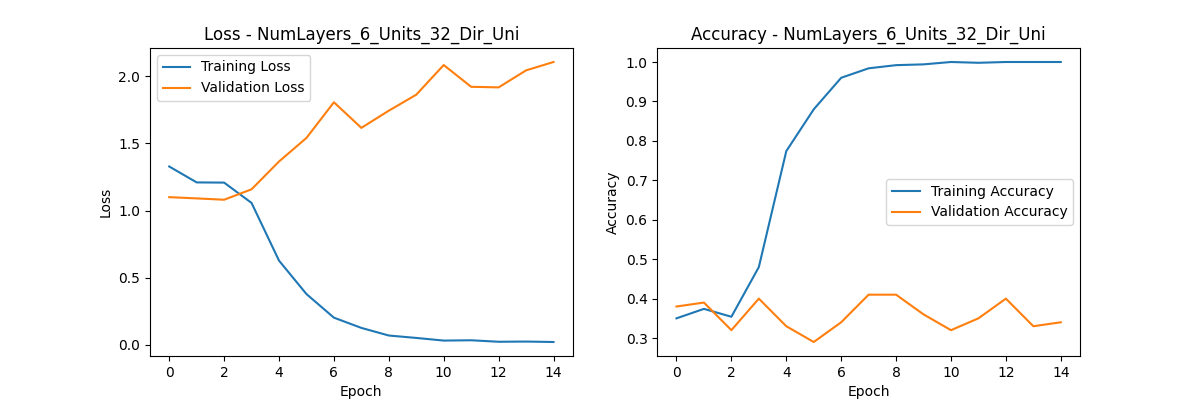 Loss - NumLayers_6_Units_32_Dir_Uni
Training Loss
Validation Loss
2.0
1.5
1.0
0.5
0.0
Loss
0 2 4 6 8 10 12 14
Epoch
Accuracy - NumLayers_6_Units_32_Dir_Uni
1.0
0.9
0.8
0.7
0.6
0.5
0.4
0.3
Accuracy
Training Accuracy
Validation Accuracy
0 2 4 6 8 10 12 14
Epoch